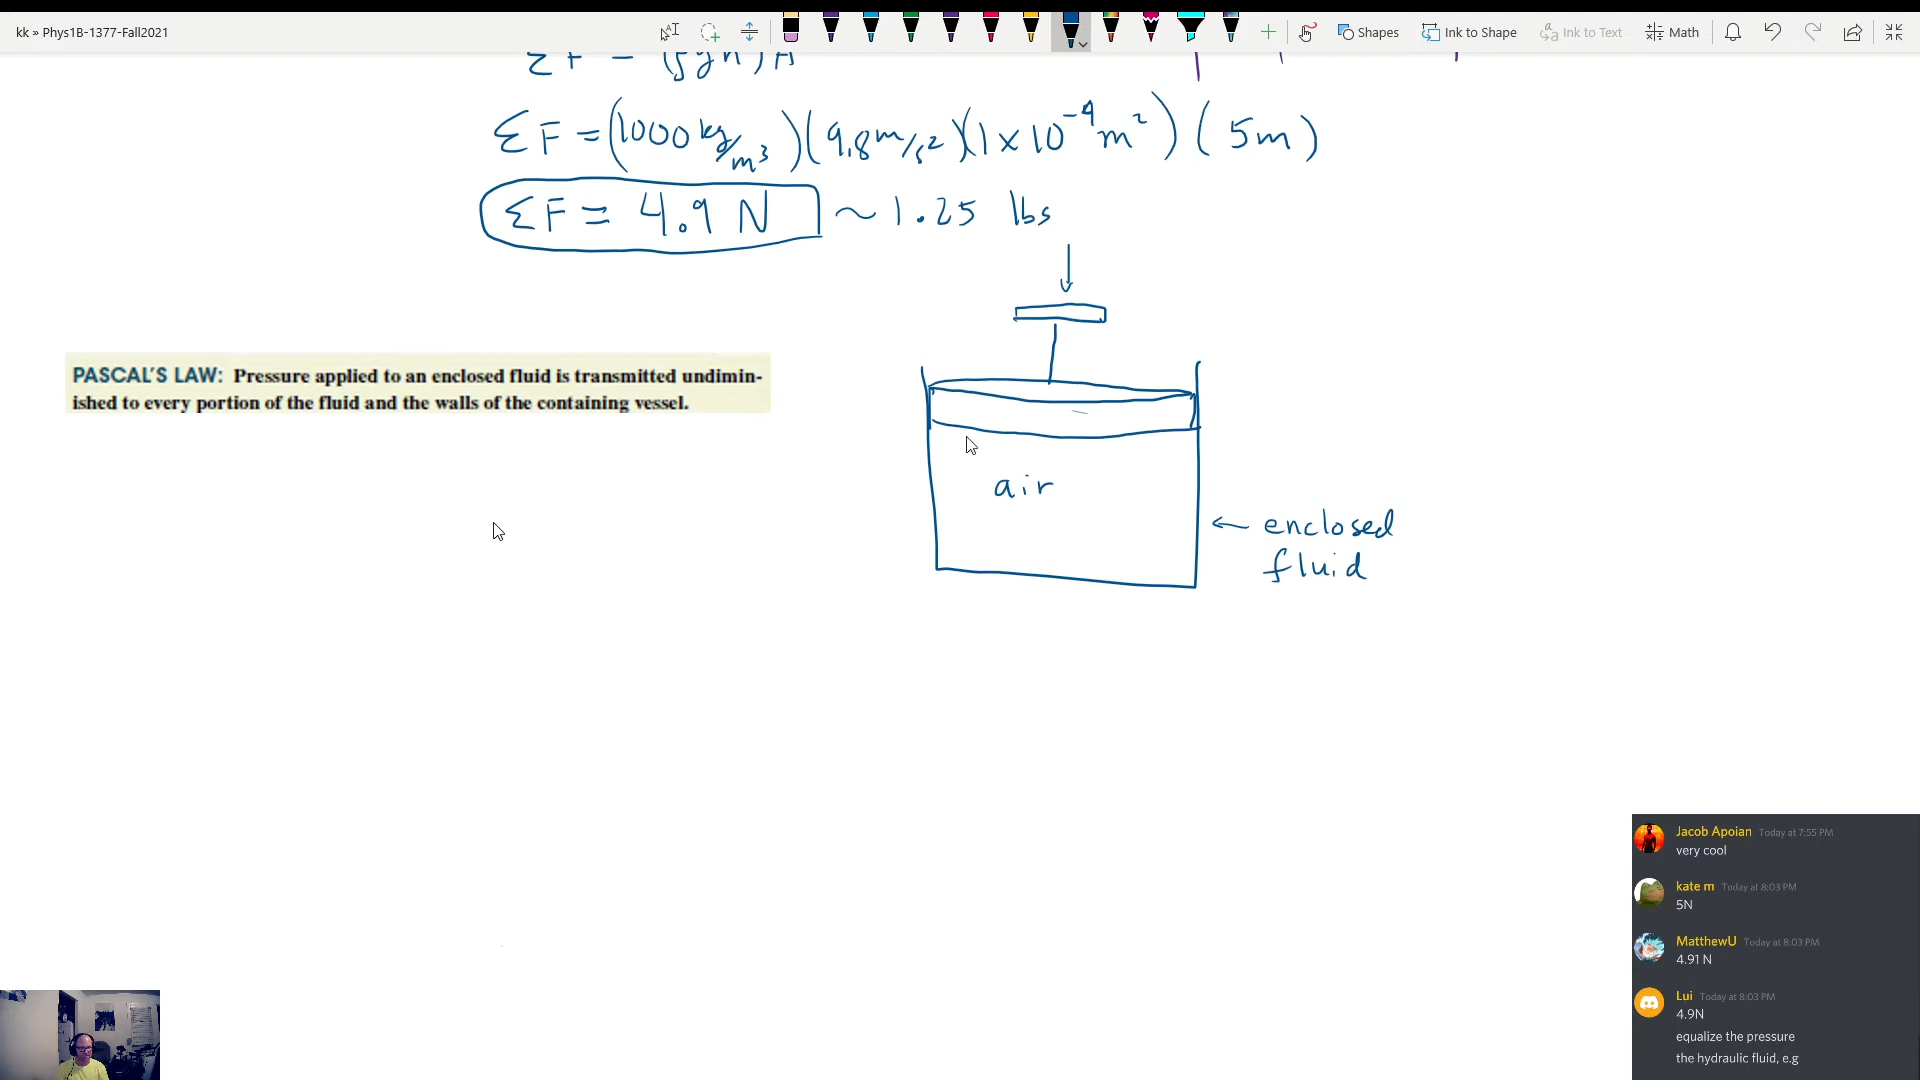 kk » Phys1B-1377-Fall2021
Shapes
Ink to Shape
Ink to Text
Math
ΣF = (ρgh)A
ΣF = (1000 kg/m³)(9.8 m/s²)(1 x 10⁻⁴ m²)(5m)
ΣF = 4.9 N ~ 1.25 lbs
PASCAL'S LAW: Pressure applied to an enclosed fluid is transmitted undimin-
ished to every portion of the fluid and the walls of the containing vessel.
air
← enclosed
fluid
Jacob Apoian Today at 7:55 PM
very cool
kate m Today at 8:03 PM
5N
MatthewU Today at 8:03 PM
4.91 N
Lui Today at 8:03 PM
4.9N
equalize the pressure
the hydraulic fluid, e.g